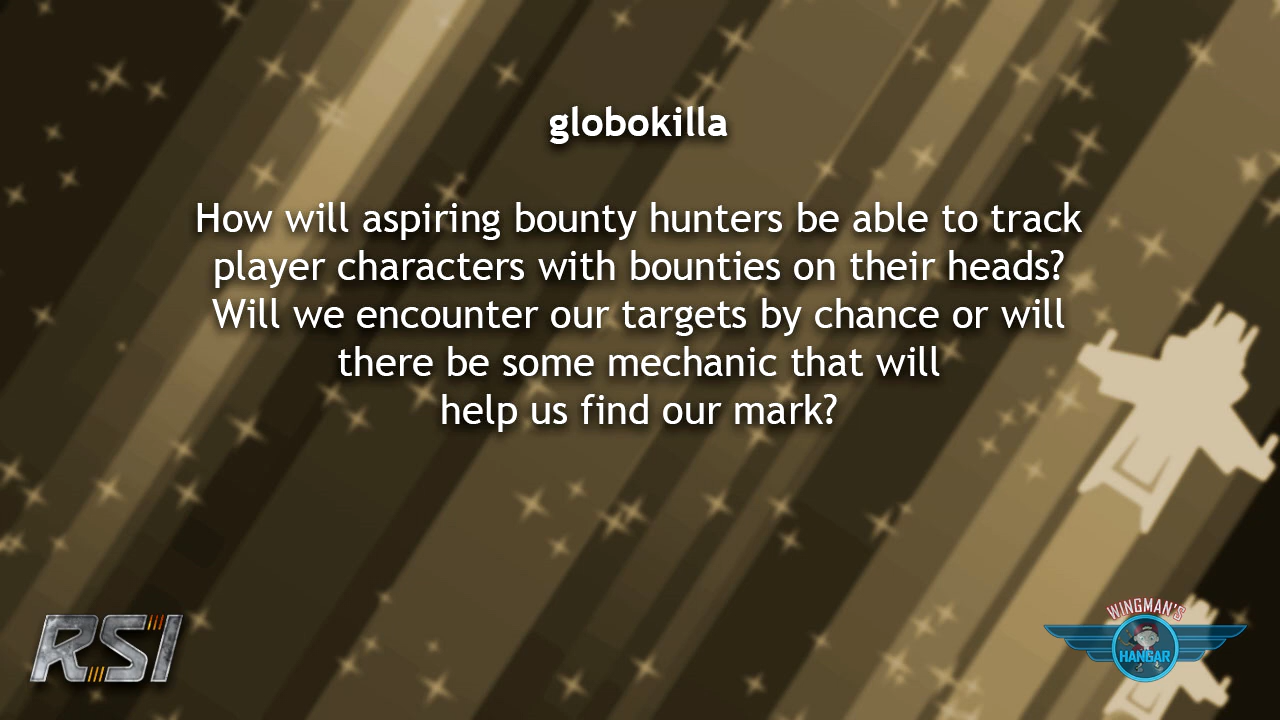 globokilla
How will aspiring bounty hunters be able to track
player characters with bounties on their heads?
Will we encounter our targets by chance or will
there be some mechanic that will
help us find our mark?
RSI
WINGMAN'S
HANGAR